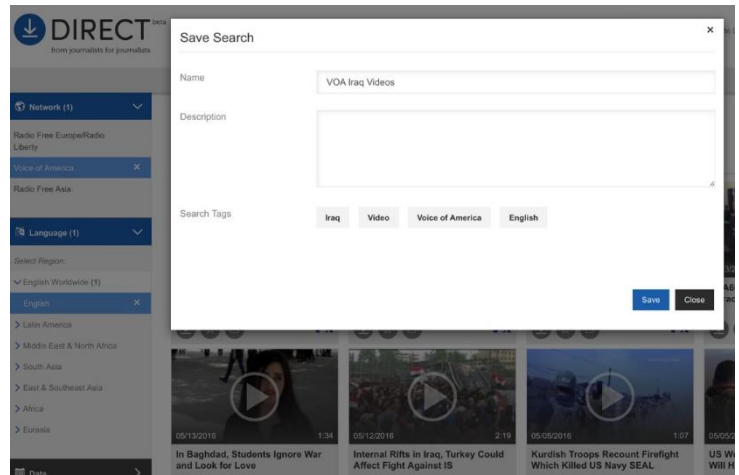 DIRECT beta
from journalists for journalists
Save Search
×
Name
VOA Iraq Videos
Description
Search Tags
Iraq
Video
Voice of America
English
Save
Close
Network (1)
Radio Free Europe/Radio
Liberty
Voice of America ×
Radio Free Asia
Language (1)
Select Region:
English Worldwide (1)
English ×
Latin America
Middle East & North Africa
South Asia
East & Southeast Asia
Africa
Eurasia
Date
05/13/2016 1:34
In Baghdad, Students Ignore War
and Look for Love
05/12/2016 2:19
Internal Rifts in Iraq, Turkey Could
Affect Fight Against IS
05/05/2016 1:07
Kurdish Troops Recount Firefight
Which Killed US Navy SEAL
US
Will